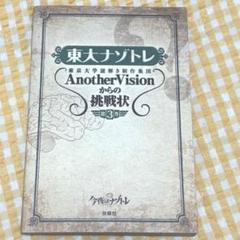 東大ナゾトレ
東京大学謎解き制作集団
AnotherVision
からの
挑戦状
第3巻
今夜はナゾトレ
扶桑社